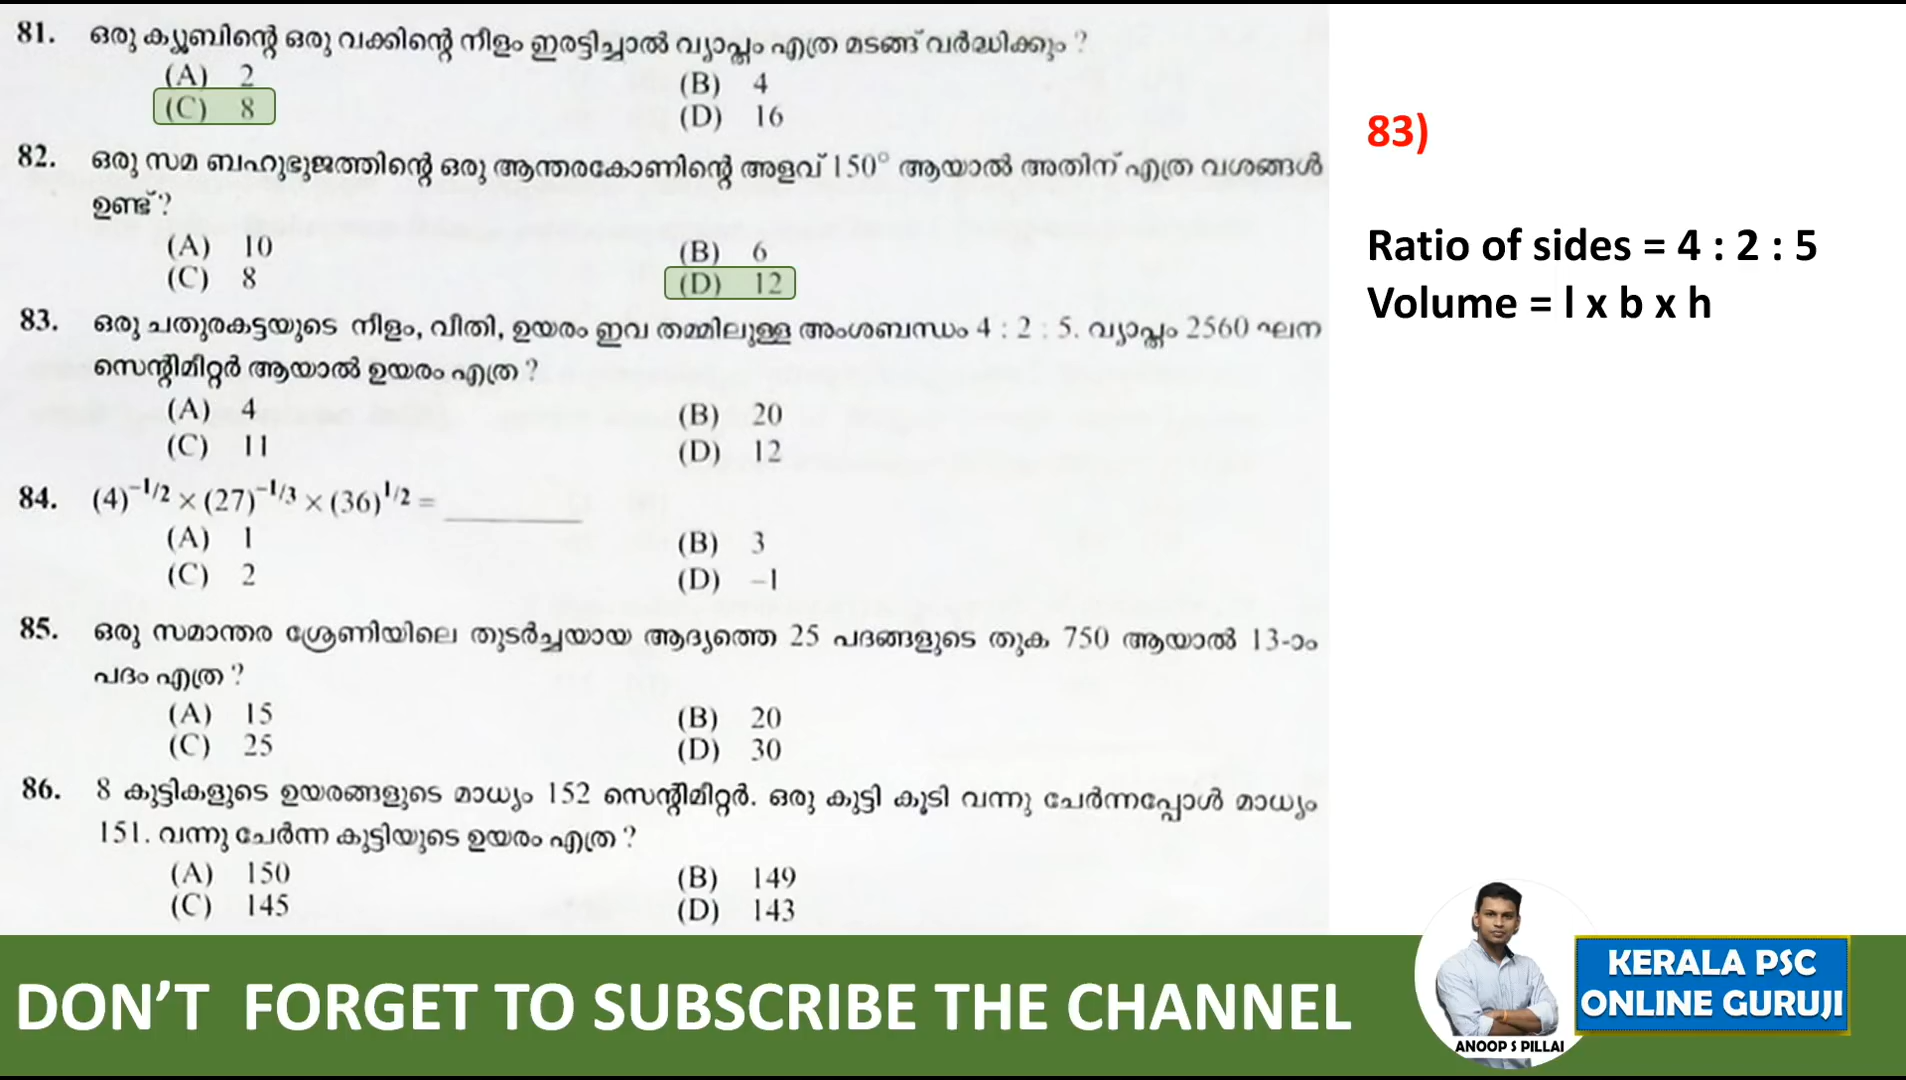 81. ഒരു ക്യൂബിന്റെ ഒരു വക്കിന്റെ നീളം ഇരട്ടിച്ചാൽ വ്യാപ്തം എത്ര മടങ്ങ് വർദ്ധിക്കും ?
(A) 2 (B) 4
(C) 8 (D) 16
82. ഒരു സമ ബഹുഭുജത്തിന്റെ ഒരു ആന്തരകോണിന്റെ അളവ് 150° ആയാൽ അതിന് എത്ര വശങ്ങൾ
ഉണ്ട് ?
(A) 10 (B) 6
(C) 8 (D) 12
83. ഒരു ചതുരകട്ടയുടെ നീളം, വീതി, ഉയരം ഇവ തമ്മിലുള്ള അംശബന്ധം 4 : 2 : 5. വ്യാപ്തം 2560 ഘന
സെന്റീമീറ്റർ ആയാൽ ഉയരം എത്ര ?
(A) 4 (B) 20
(C) 11 (D) 12
84. (4)^{-1/2} × (27)^{-1/3} × (36)^{1/2} = ________
(A) 1 (B) 3
(C) 2 (D) –1
85. ഒരു സമാന്തര ശ്രേണിയിലെ തുടർച്ചയായ ആദ്യത്തെ 25 പദങ്ങളുടെ തുക 750 ആയാൽ 13-ാം
പദം എത്ര ?
(A) 15 (B) 20
(C) 25 (D) 30
86. 8 കുട്ടികളുടെ ഉയരങ്ങളുടെ മാധ്യം 152 സെന്റീമീറ്റർ. ഒരു കുട്ടി കൂടി വന്നു ചേർന്നപ്പോൾ മാധ്യം
151. വന്നു ചേർന്ന കുട്ടിയുടെ ഉയരം എത്ര ?
(A) 150 (B) 149
(C) 145 (D) 143
83)
Ratio of sides = 4 : 2 : 5
Volume = l x b x h
DON'T FORGET TO SUBSCRIBE THE CHANNEL
ANOOP S PILLAI
KERALA PSC
ONLINE GURUJI